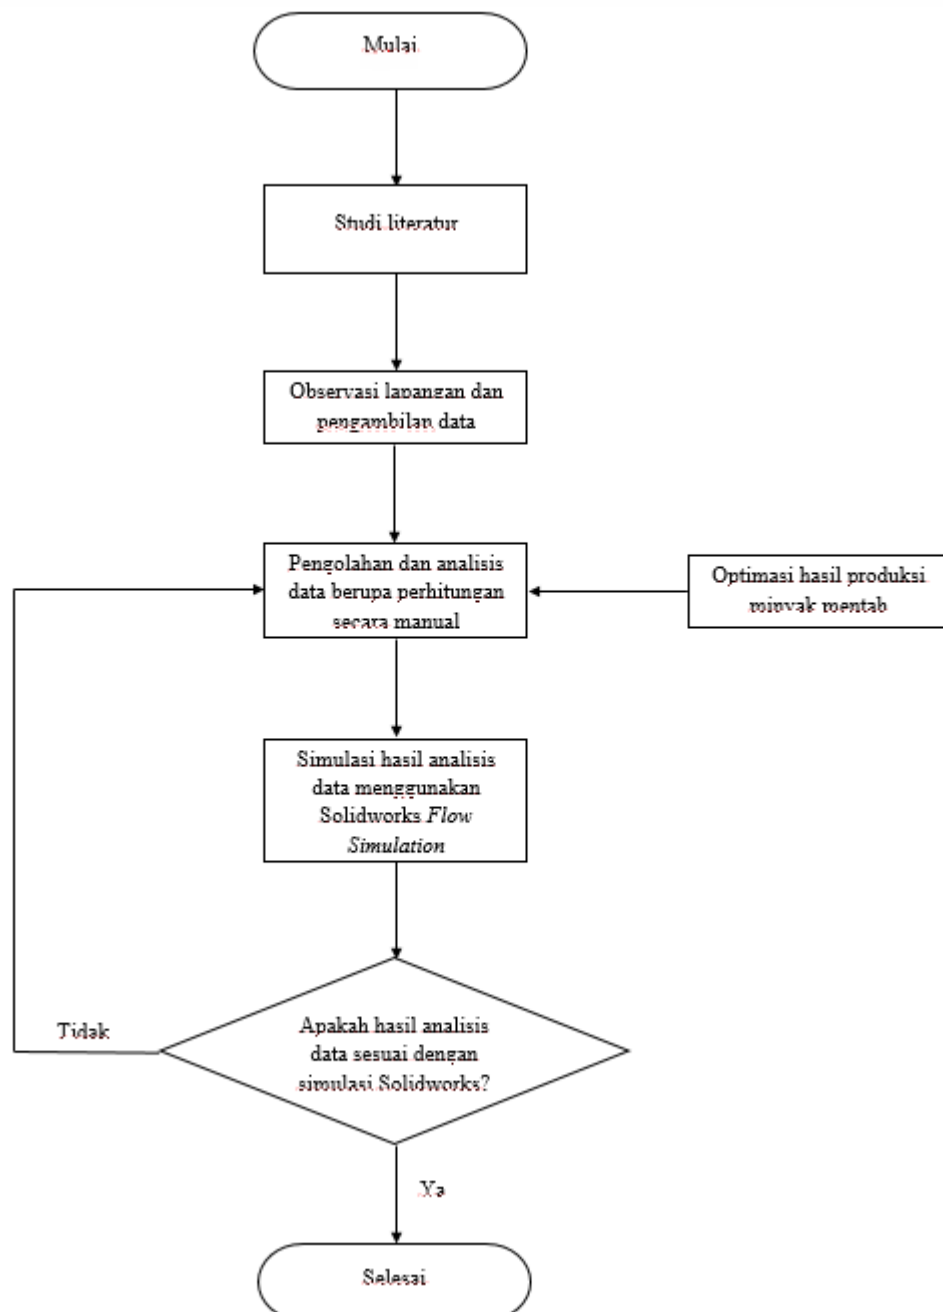 Mulai
Studi literatur
Observasi lapangan dan
pengambilan data
Pengolahan dan analisis
data berupa perhitungan
secara manual
Optimasi hasil produksi
minyak mentah
Simulasi hasil analisis
data menggunakan
Solidworks Flow
Simulation
Tidak
Apakah hasil analisis
data sesuai dengan
simulasi Solidworks?
Ya
Selesai